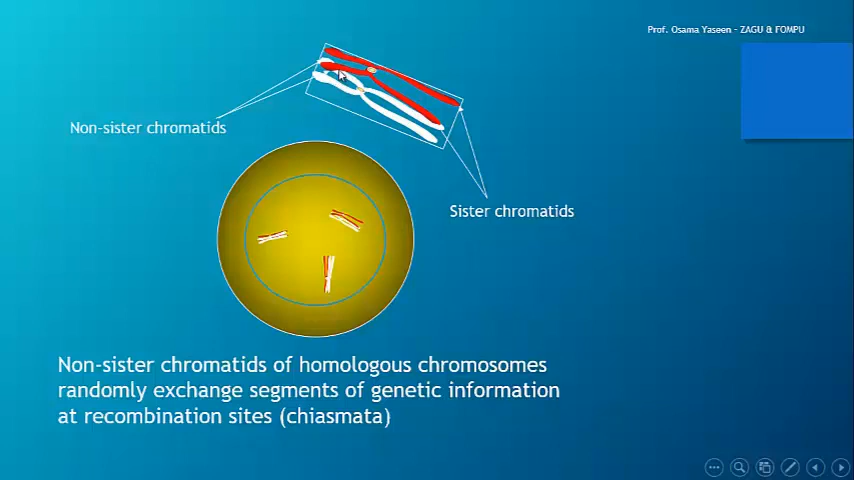 Prof. Osama Yaseen - ZAGU & FOMPU
Non-sister chromatids
Sister chromatids
Non-sister chromatids of homologous chromosomes
randomly exchange segments of genetic information
at recombination sites (chiasmata)